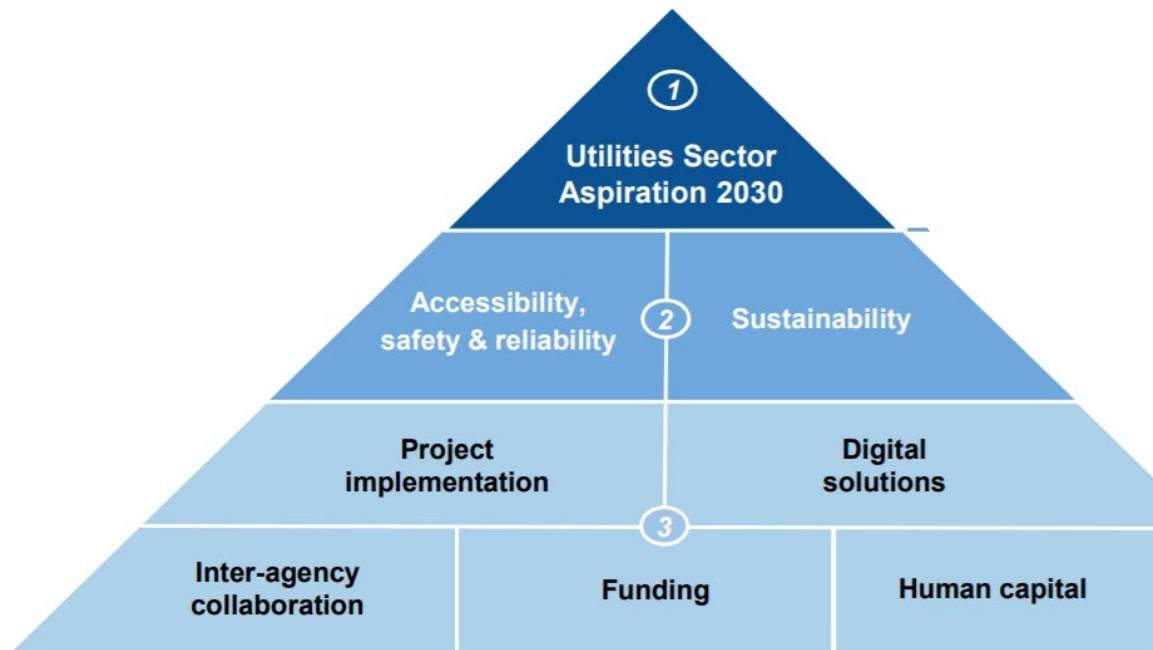 1
Utilities Sector
Aspiration 2030
Accessibility,
safety & reliability
2
Sustainability
Project
implementation
Digital
solutions
3
Inter-agency
collaboration
Funding
Human capital